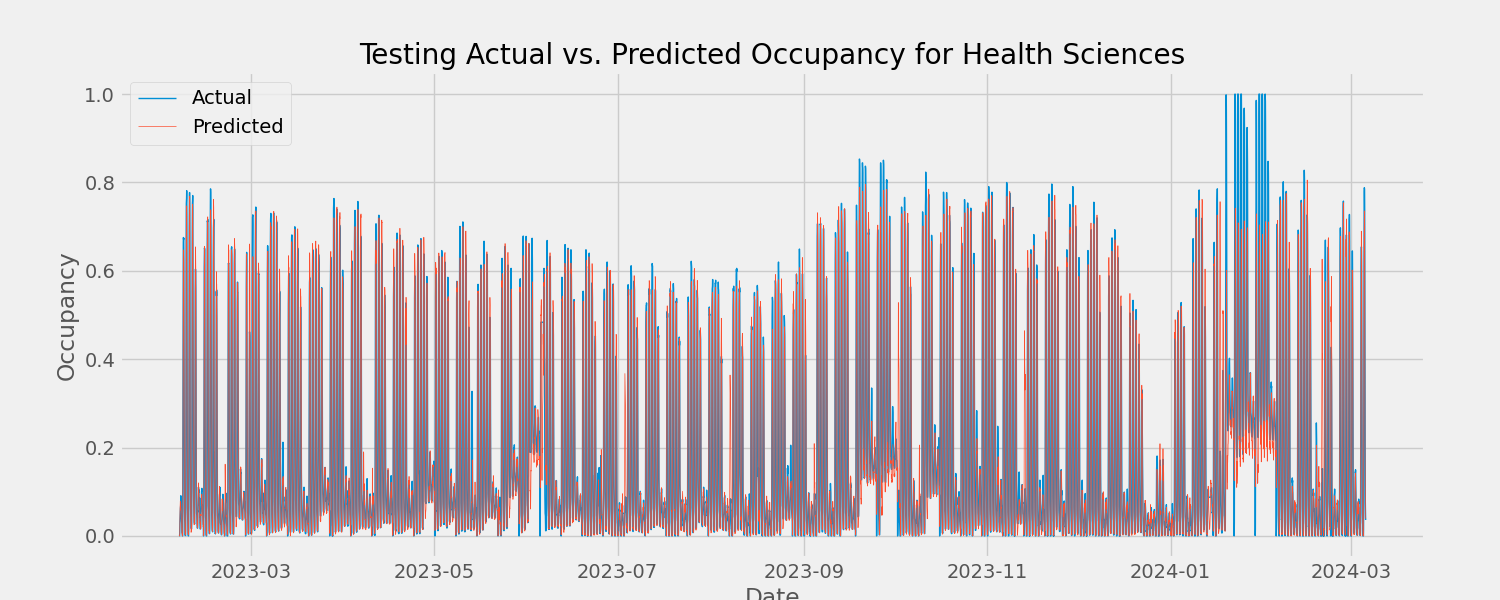 Testing Actual vs. Predicted Occupancy for Health Sciences
Actual
Predicted
1.0
0.8
0.6
0.4
0.2
0.0
Occupancy
2023-03
2023-05
2023-07
2023-09
2023-11
2024-01
2024-03
Date